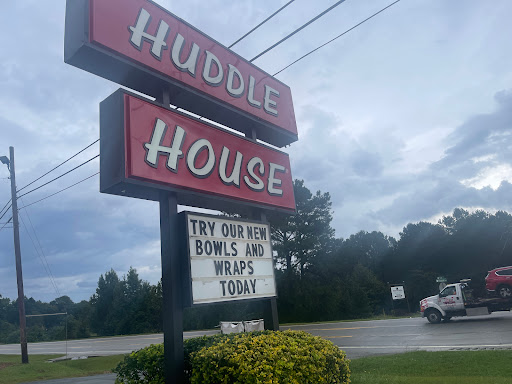 HUDDLE
HOUSE
TRY OUR NEW
BOWLS AND
WRAPS
TODAY